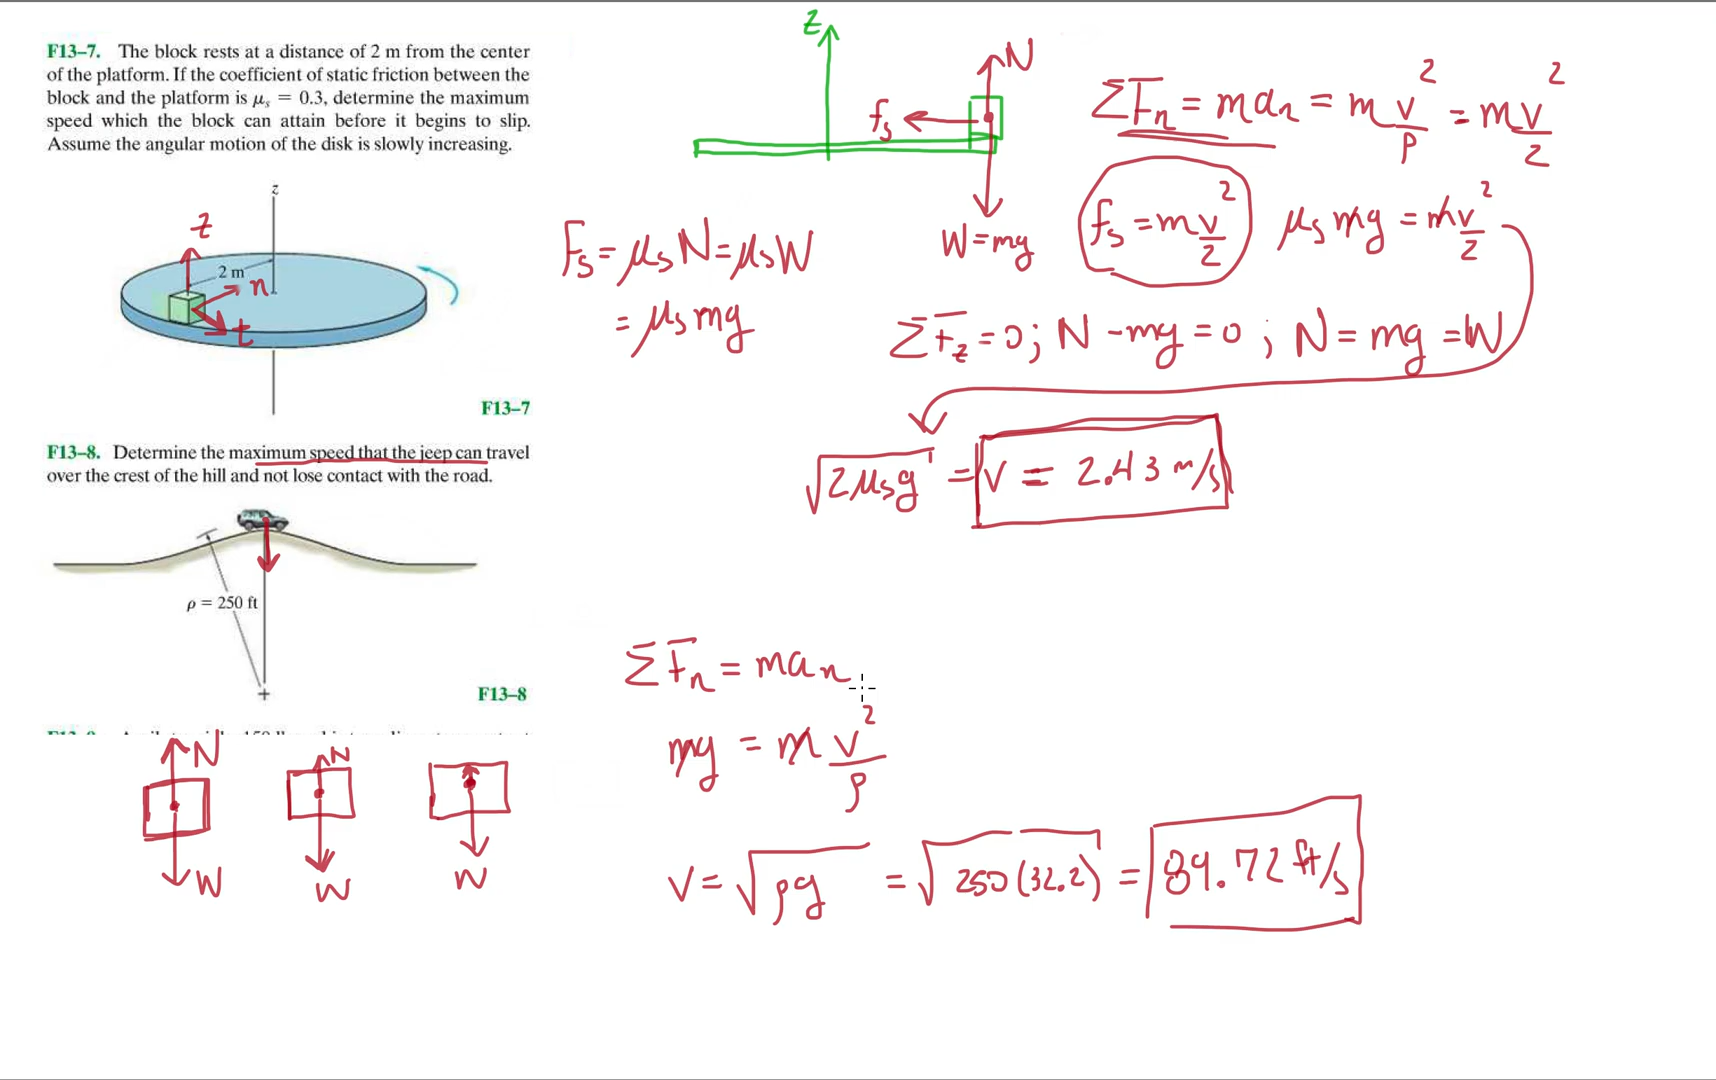 F13–7. The block rests at a distance of 2 m from the center
of the platform. If the coefficient of static friction between the
block and the platform is μs = 0.3, determine the maximum
speed which the block can attain before it begins to slip.
Assume the angular motion of the disk is slowly increasing.
z
z
2 m
n
t
F13–7
z
N
fs
W=mg
Fs = μsN = μsW
= μsmg
ΣFn = man = m v²/ρ = m v²/2
fs = m v²/2
μs mg = m v²/2
ΣFz = 0; N - mg = 0; N = mg = W
√2μsg = v = 2.43 m/s
F13–8. Determine the maximum speed that the jeep can travel
over the crest of the hill and not lose contact with the road.
ρ = 250 ft
F13–8
N
W
N
W
W
ΣFn = man
mg = m v²/ρ
v = √ρg = √250(32.2) = 89.72 ft/s